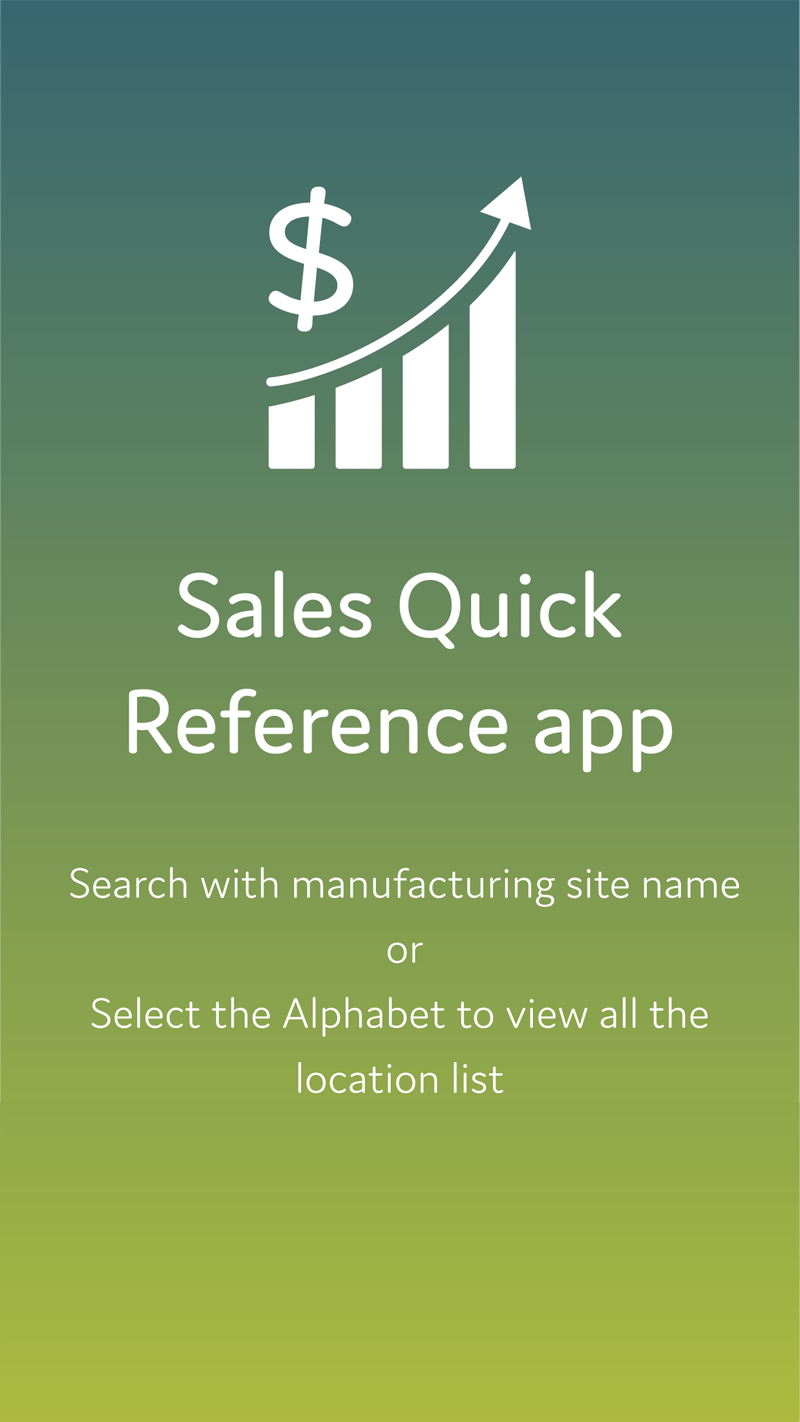 $
Sales Quick
Reference app
Search with manufacturing site name
or
Select the Alphabet to view all the
location list